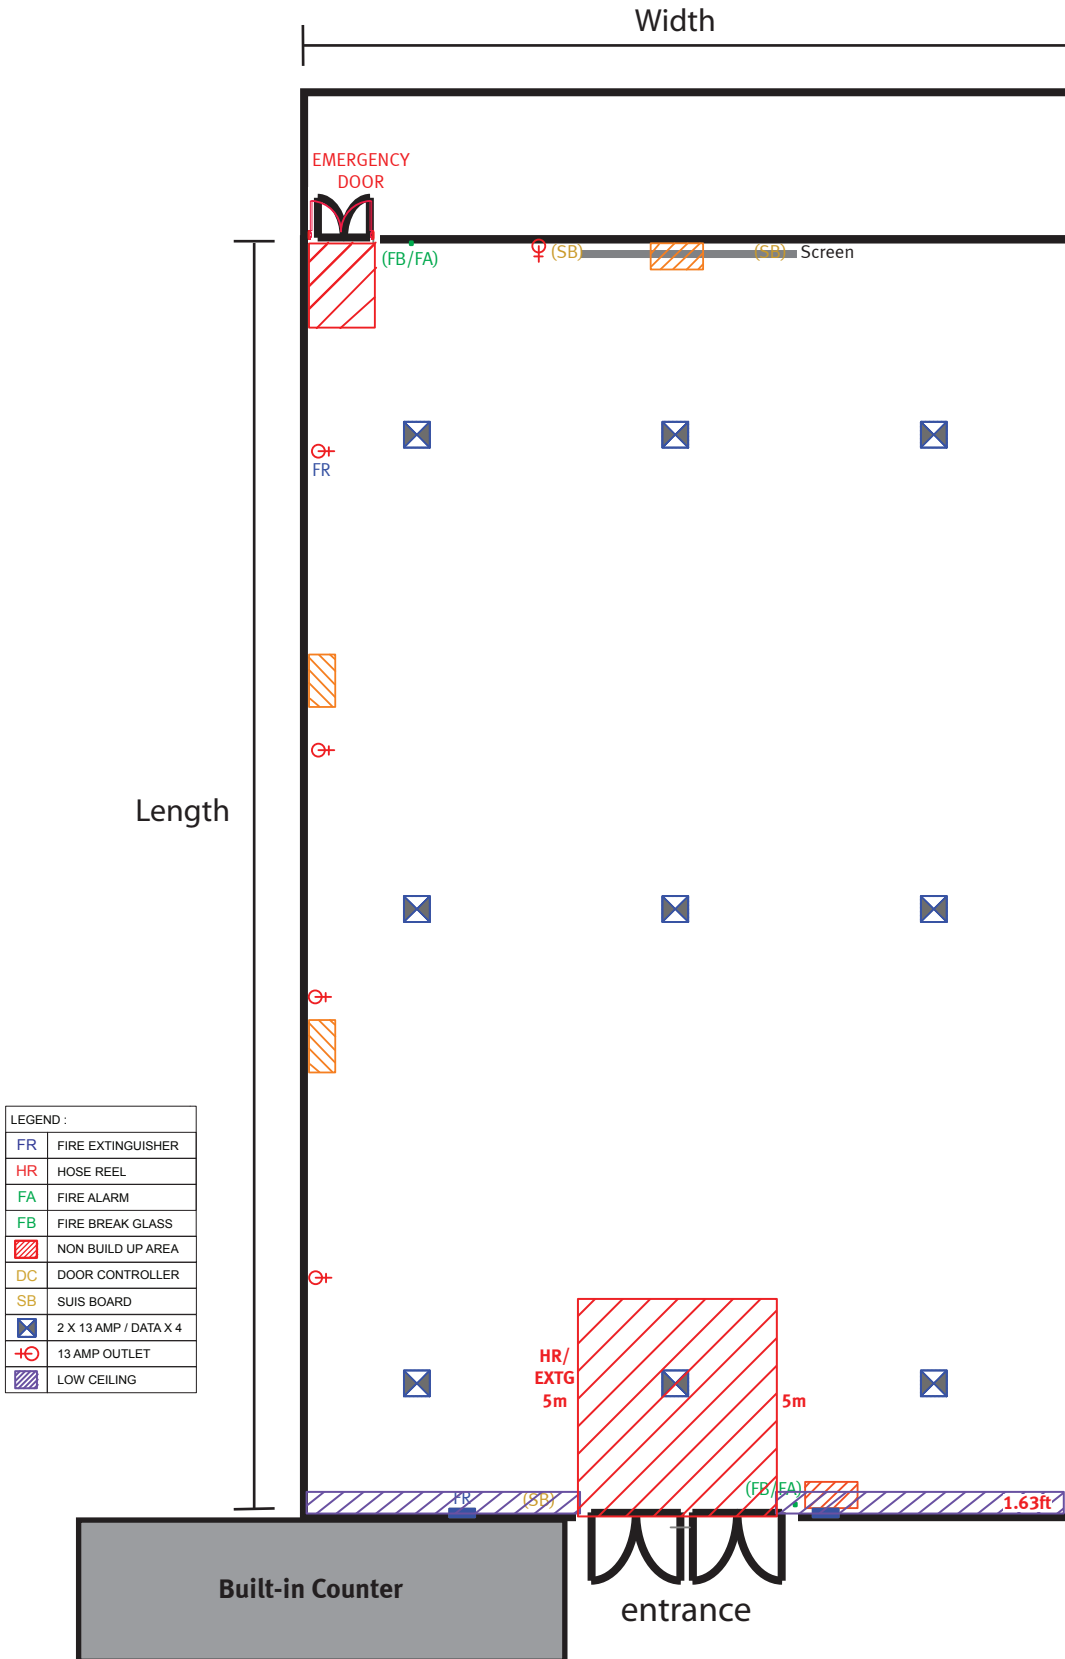 Width
EMERGENCY
DOOR
(FB/FA)
(SB)
(SB)
Screen
FR
Length
LEGEND :
FR FIRE EXTINGUISHER
HR HOSE REEL
FA FIRE ALARM
FB FIRE BREAK GLASS
NON BUILD UP AREA
DC DOOR CONTROLLER
SB SUIS BOARD
2 X 13 AMP / DATA X 4
13 AMP OUTLET
LOW CEILING
HR/
EXTG
5m
5m
(FB/FA)
FR
(SB)
1.63ft
Built-in Counter
entrance